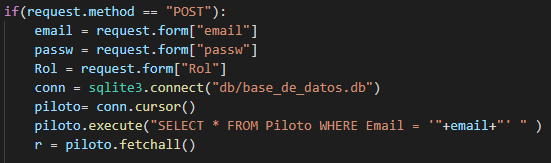 if(request.method == "POST"):
    email = request.form["email"]
    passw = request.form["passw"]
    Rol = request.form["Rol"]
    conn = sqlite3.connect("db/base_de_datos.db")
    piloto= conn.cursor()
    piloto.execute("SELECT * FROM Piloto WHERE Email = '"+email+"' " )
    r = piloto.fetchall()